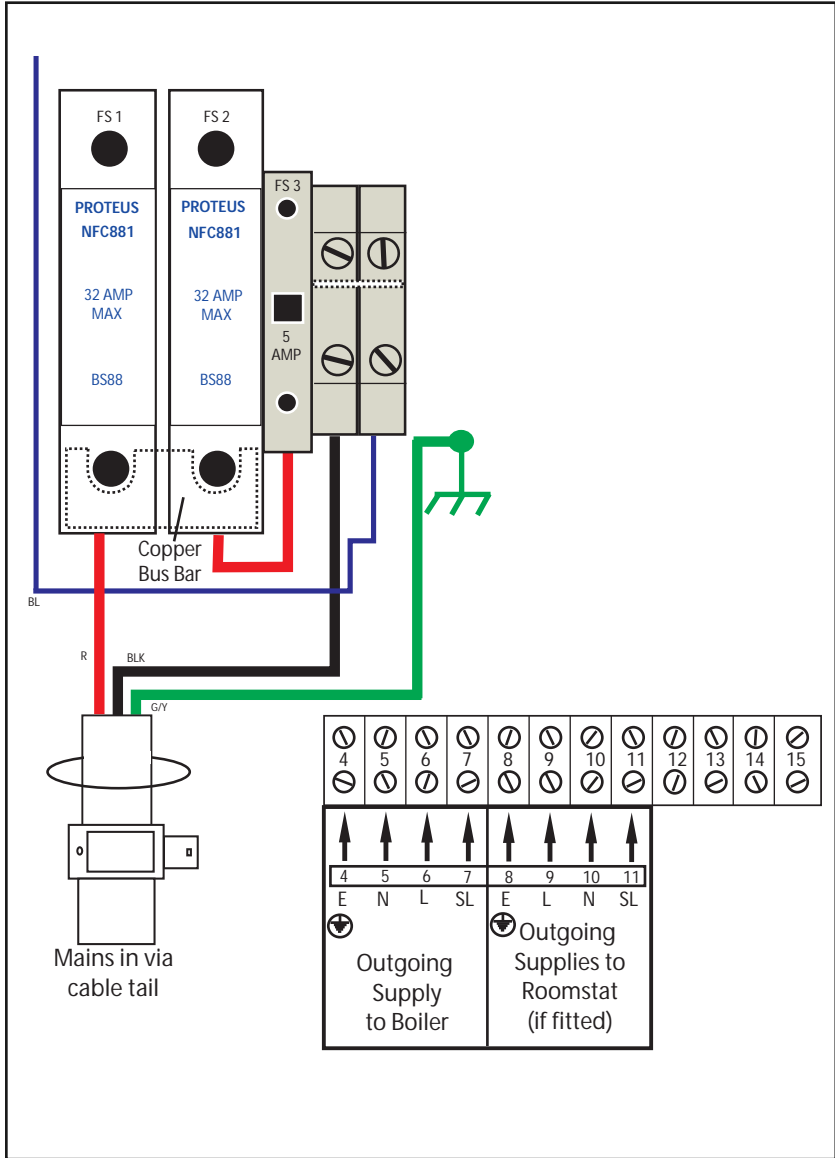 FS 1
PROTEUS
NFC881
32 AMP
MAX
BS88
FS 2
PROTEUS
NFC881
32 AMP
MAX
BS88
FS 3
5
AMP
Copper
Bus Bar
BL
R
BLK
G/Y
Mains in via
cable tail
4 5 6 7 8 9 10 11 12 13 14 15
4 5 6 7 8 9 10 11
E N L SL E L N SL
Outgoing
Supply
to Boiler
Outgoing
Supplies to
Roomstat
(if fitted)